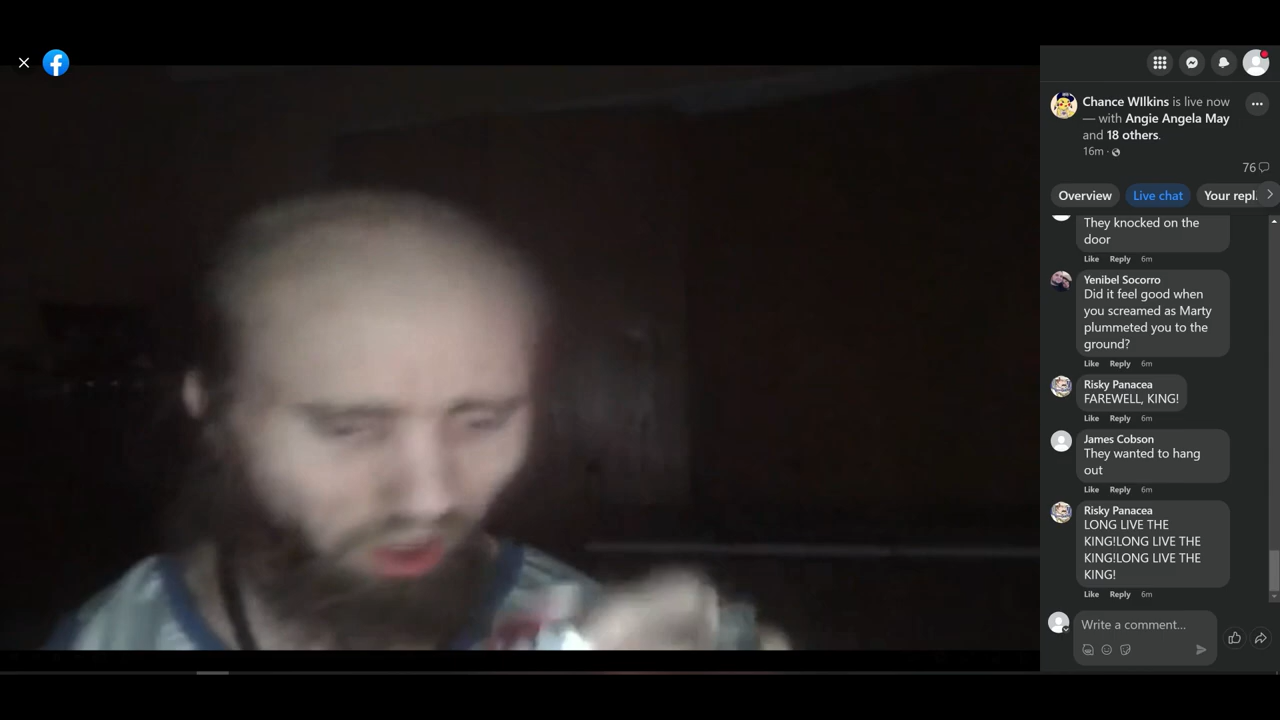 Chance WIlkins is live now
— with Angie Angela May
and 18 others.
16m ·
76
Overview
Live chat
Your repl.
They knocked on the
door
Like Reply 6m
Yenibel Socorro
Did it feel good when
you screamed as Marty
plummeted you to the
ground?
Like Reply 6m
Risky Panacea
FAREWELL, KING!
Like Reply 6m
James Cobson
They wanted to hang
out
Like Reply 6m
Risky Panacea
LONG LIVE THE
KING!LONG LIVE THE
KING!LONG LIVE THE
KING!
Like Reply 6m
Write a comment...